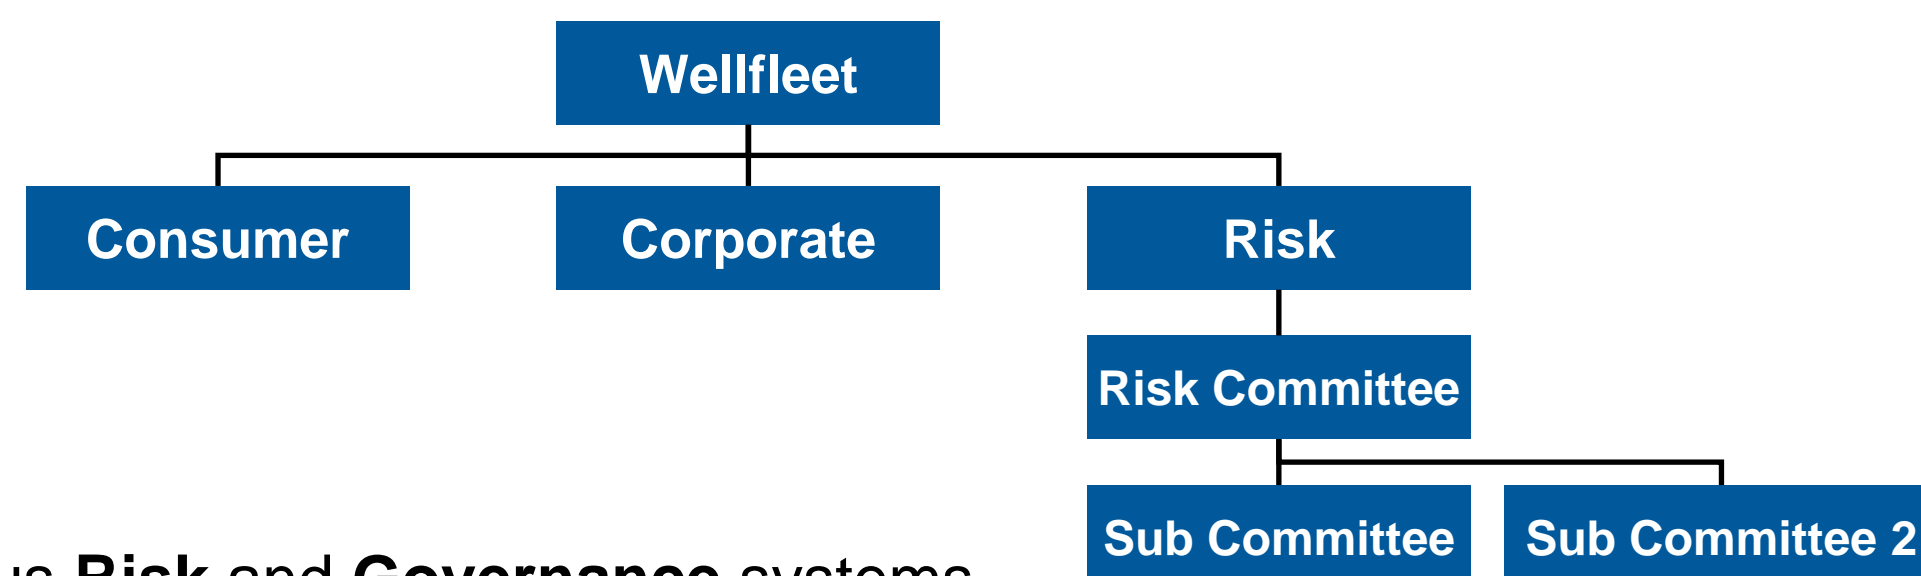 Wellfleet
Consumer Corporate Risk
Risk Committee
Sub Committee Sub Committee 2
Risk and Governance systems